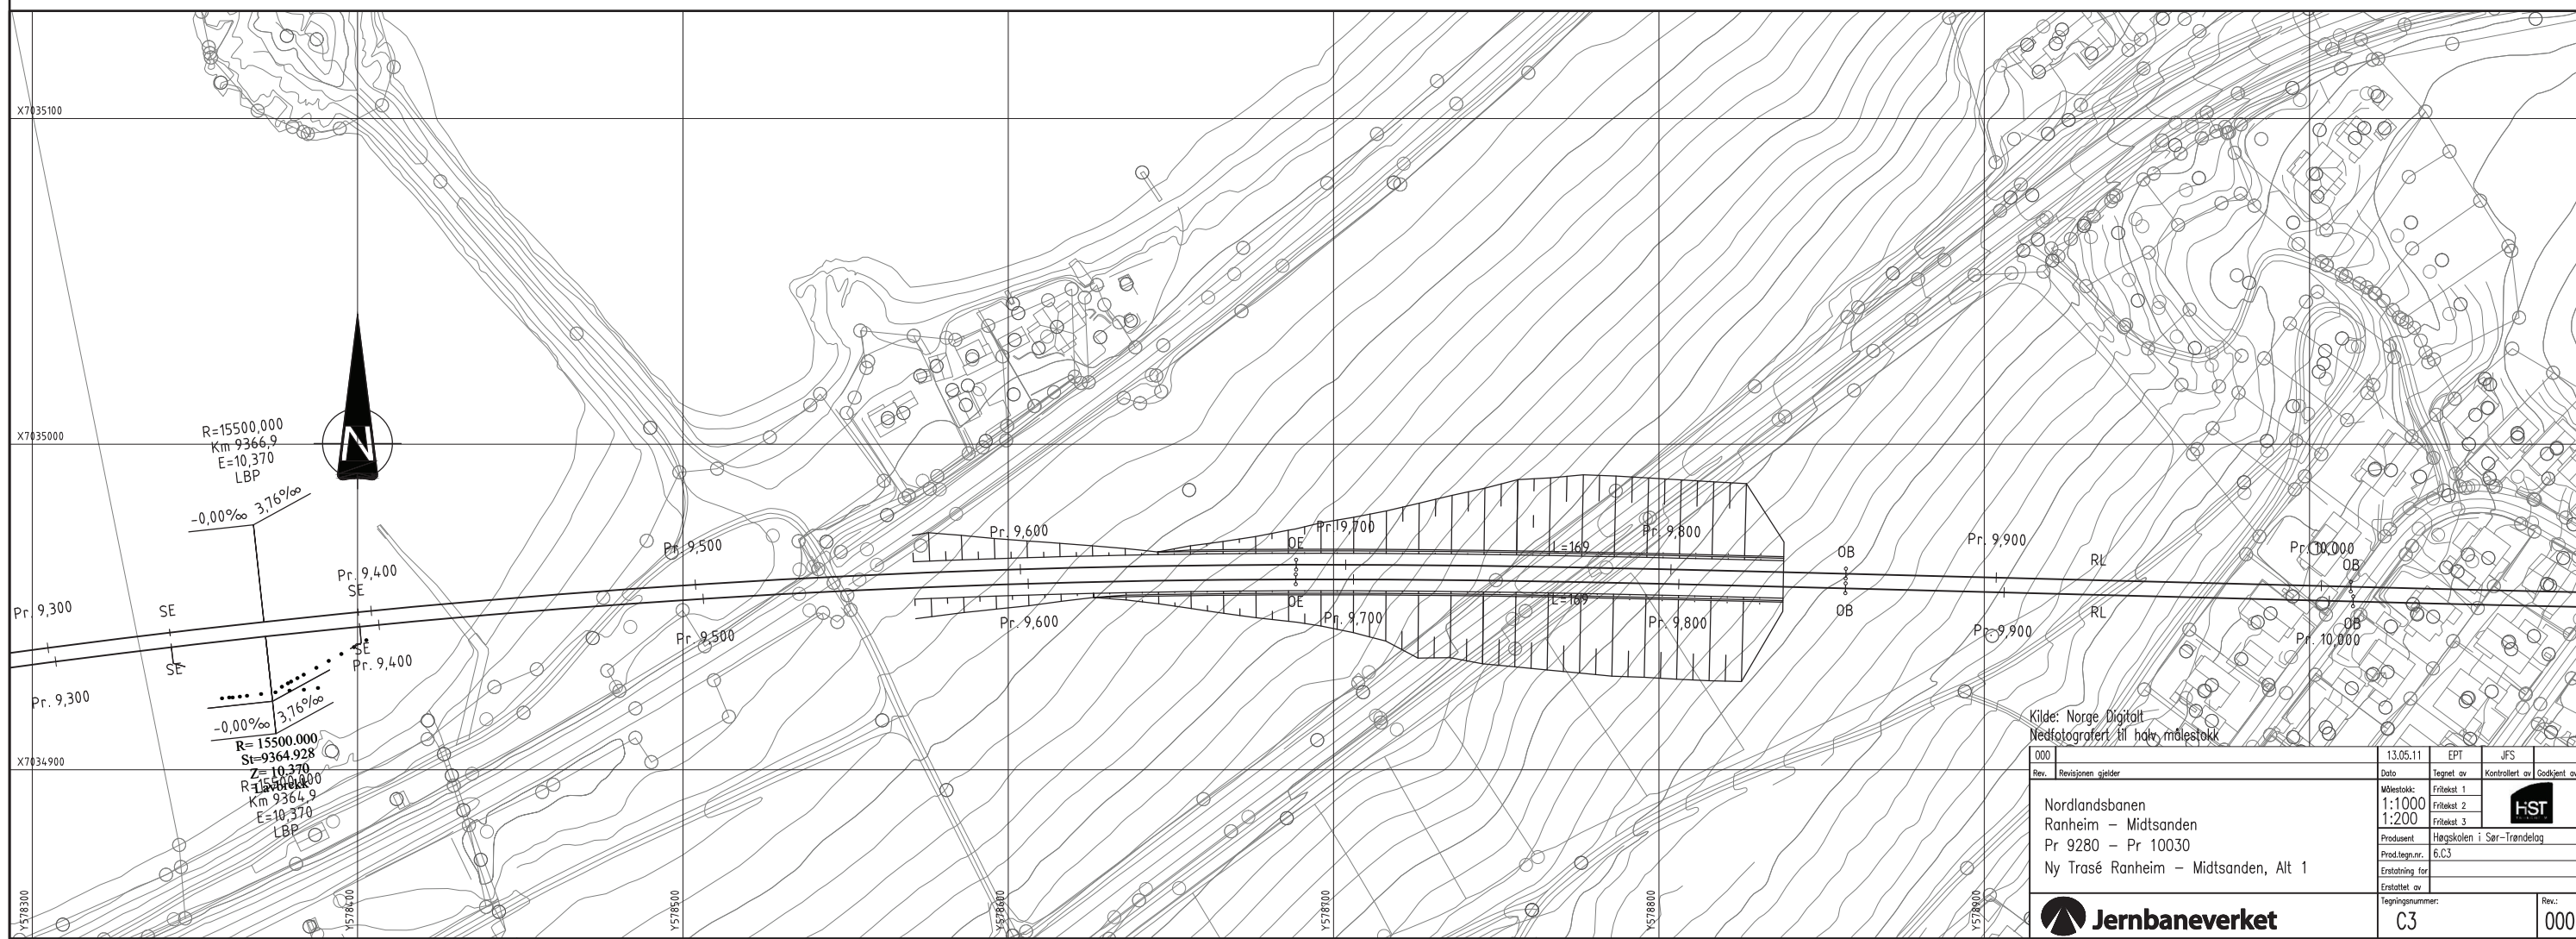 X7035100
X7035000
X7034900
R=15500,000
Km 9366,9
E=10,370
LBP
-0,00‰ 3,76‰
N
Pr. 9,300
SE
Pr. 9,400
SE
Pr. 9,500
Pr. 9,600
Pr. 9,700
OE
L=169
Pr. 9,800
OB
Pr. 9,900
RL
Pr. 10,000
OB
Pr. 9,300
SE
SE
Pr. 9,400
Pr. 9,500
Pr. 9,600
OE
Pr. 9,700
L=169
Pr. 9,800
OB
Pr. 9,900
RL
OB
Pr. 10,000
-0,00‰ 3,76‰
R= 15500.000
St=9364.928
Z= 10.370
Lavbrekk
R=15500,000
Km 9364,9
E=10,370
LBP
Y578300
Y578400
Y578500
Y578600
Y578700
Y578800
Y578900
Kilde: Norge Digitalt
Nedfotografert til halv målestokk
000
13.05.11 EPT JFS
Rev. Revisjonen gjelder
Dato Tegnet av Kontrollert av Godkjent av
Nordlandsbanen
Ranheim – Midtsanden
Pr 9280 – Pr 10030
Ny Trasé Ranheim – Midtsanden, Alt 1
Målestokk:
1:1000
1:200
Fritekst 1
Fritekst 2
Fritekst 3
HiST
Produsent Høgskolen i Sør–Trøndelag
Prod.tegn.nr. 6.C3
Erstatning for
Erstattet av
Jernbaneverket
Tegningsnummer:
C3
Rev.:
000